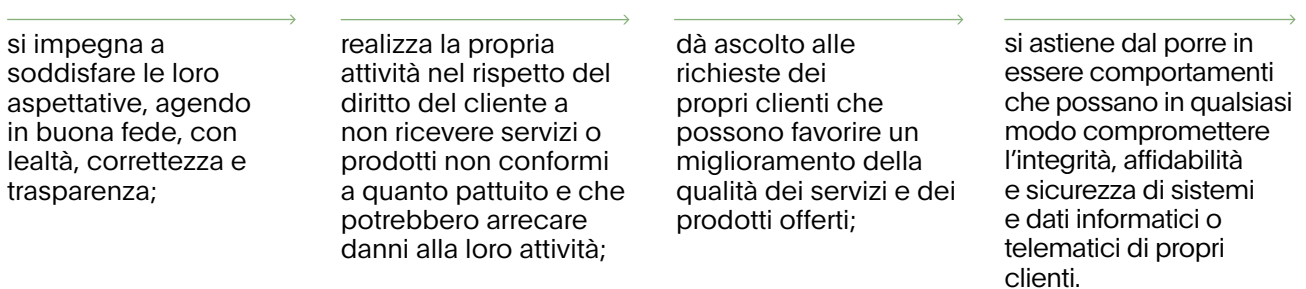 si impegna a
soddisfare le loro
aspettative, agendo
in buona fede, con
lealtà, correttezza e
trasparenza;
realizza la propria
attività nel rispetto del
diritto del cliente a
non ricevere servizi o
prodotti non conformi
a quanto pattuito e che
potrebbero arrecare
danni alla loro attività;
dà ascolto alle
richieste dei
propri clienti che
possono favorire un
miglioramento della
qualità dei servizi e dei
prodotti offerti;
si astiene dal porre in
essere comportamenti
che possano in qualsiasi
modo compromettere
l’integrità, affidabilità
e sicurezza di sistemi
e dati informatici o
telematici di propri
clienti.